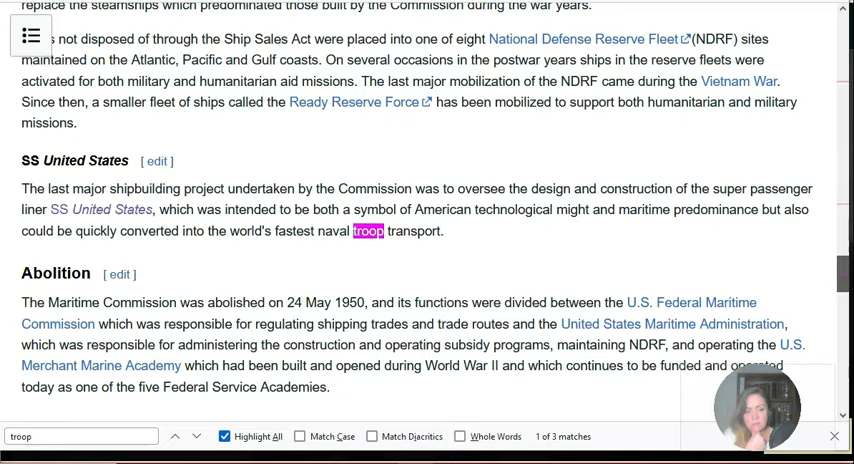 replace the steamships which predominated those built by the Commission during the war years.
s not disposed of through the Ship Sales Act were placed into one of eight National Defense Reserve Fleet (NDRF) sites
maintained on the Atlantic, Pacific and Gulf coasts. On several occasions in the postwar years ships in the reserve fleets were
activated for both military and humanitarian aid missions. The last major mobilization of the NDRF came during the Vietnam War.
Since then, a smaller fleet of ships called the Ready Reserve Force has been mobilized to support both humanitarian and military
missions.
SS United States [ edit ]
The last major shipbuilding project undertaken by the Commission was to oversee the design and construction of the super passenger
liner SS United States, which was intended to be both a symbol of American technological might and maritime predominance but also
could be quickly converted into the world's fastest naval troop transport.
Abolition [ edit ]
The Maritime Commission was abolished on 24 May 1950, and its functions were divided between the U.S. Federal Maritime
Commission which was responsible for regulating shipping trades and trade routes and the United States Maritime Administration,
which was responsible for administering the construction and operating subsidy programs, maintaining NDRF, and operating the U.S.
Merchant Marine Academy which had been built and opened during World War II and which continues to be funded and operated
today as one of the five Federal Service Academies.
troop Highlight All Match Case Match Diacritics Whole Words 1 of 3 matches